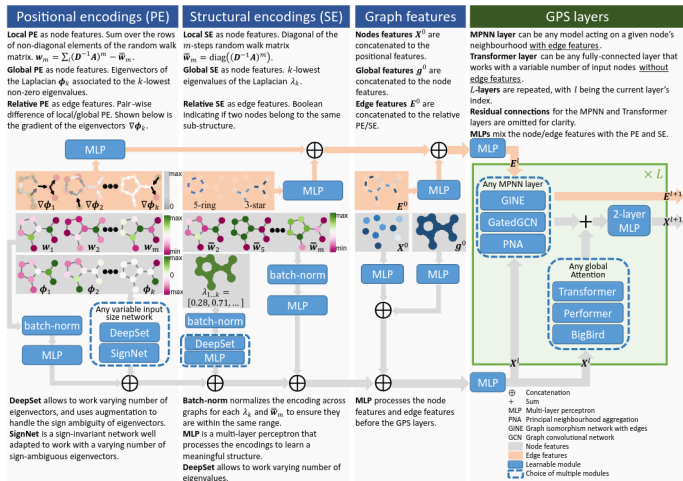 Positional encodings (PE)
Local PE as node features. Sum over the rows
of non-diagonal elements of the random walk
matrix. w_m = Σ_i(D⁻¹A)^m − w̅_m.
Global PE as node features. Eigenvectors of
the Laplacian ϕ_k associated to the k-lowest
non-zero eigenvalues.
Relative PE as edge features. Pair-wise
difference of local/global PE. Shown below is
the gradient of the eigenvectors ∇ϕ_k.
MLP
∇ϕ₁
∇ϕ₂
∇ϕ_k
max
0
w₁
w₂
w_m
max
min
ϕ₁
ϕ₂
ϕ_k
max
0
min
batch-norm
MLP
Any variable input
size network
DeepSet
SignNet
DeepSet allows to work varying number of
eigenvectors, and uses augmentation to
handle the sign ambiguity of eigenvectors.
SignNet is a sign-invariant network well
adapted to work with a varying number of
sign-ambiguous eigenvectors.
Structural encodings (SE)
Local SE as node features. Diagonal of the
m-steps random walk matrix
w̅_m = diag((D⁻¹A)^m).
Global SE as node features. k-lowest
eigenvalues of the Laplacian λ_k.
Relative SE as edge features. Boolean
indicating if two nodes belong to the same
sub-structure.
5-ring
3-star
MLP
w̅₂
w̅₅
w̅_m
max
min
λ₁...k =
[0.28, 0.71, ...]
batch-norm
MLP
batch-norm
DeepSet
MLP
Batch-norm normalizes the encoding across
graphs for each λ_k and w̅_m to ensure they
are within the same range.
MLP is a multi-layer perceptron that
processes the encodings to learn a
meaningful structure.
DeepSet allows to work varying number of
eigenvalues.
Graph features
Nodes features X⁰
are concatenated to
the positional features.
Global features g⁰
are concatenated to
the node features.
Edge features E⁰ are
concatenated to the
relative PE/SE.
E⁰
MLP
X⁰
g⁰
MLP
MLP
MLP processes the node
features and edge features
before the GPS layers.
GPS layers
MPNN layer can be any model acting on a given node's
neighbourhood with edge features.
Transformer layer can be any fully-connected layer that
works with a variable number of input nodes without
edge features.
L-layers are repeated, with l being the current layer's
index.
Residual connections for the MPNN and Transformer
layers are omitted for clarity.
MLPs mix the node/edge features with the PE and SE.
MLP
E^l
× L
Any MPNN layer
GINE
GatedGCN
PNA
2-layer
MLP
E^{l+1}
X^{l+1}
Any global
Attention
Transformer
Performer
BigBird
MLP
X^l
X^l
⊕ Concatenation
+ Sum
MLP Multi-layer perceptron
PNA Principal neighbourhood aggregation
GINE Graph isomorphism network with edges
GCN Graph convolutional network
Node features
Edge features
Learnable module
Choice of multiple modules